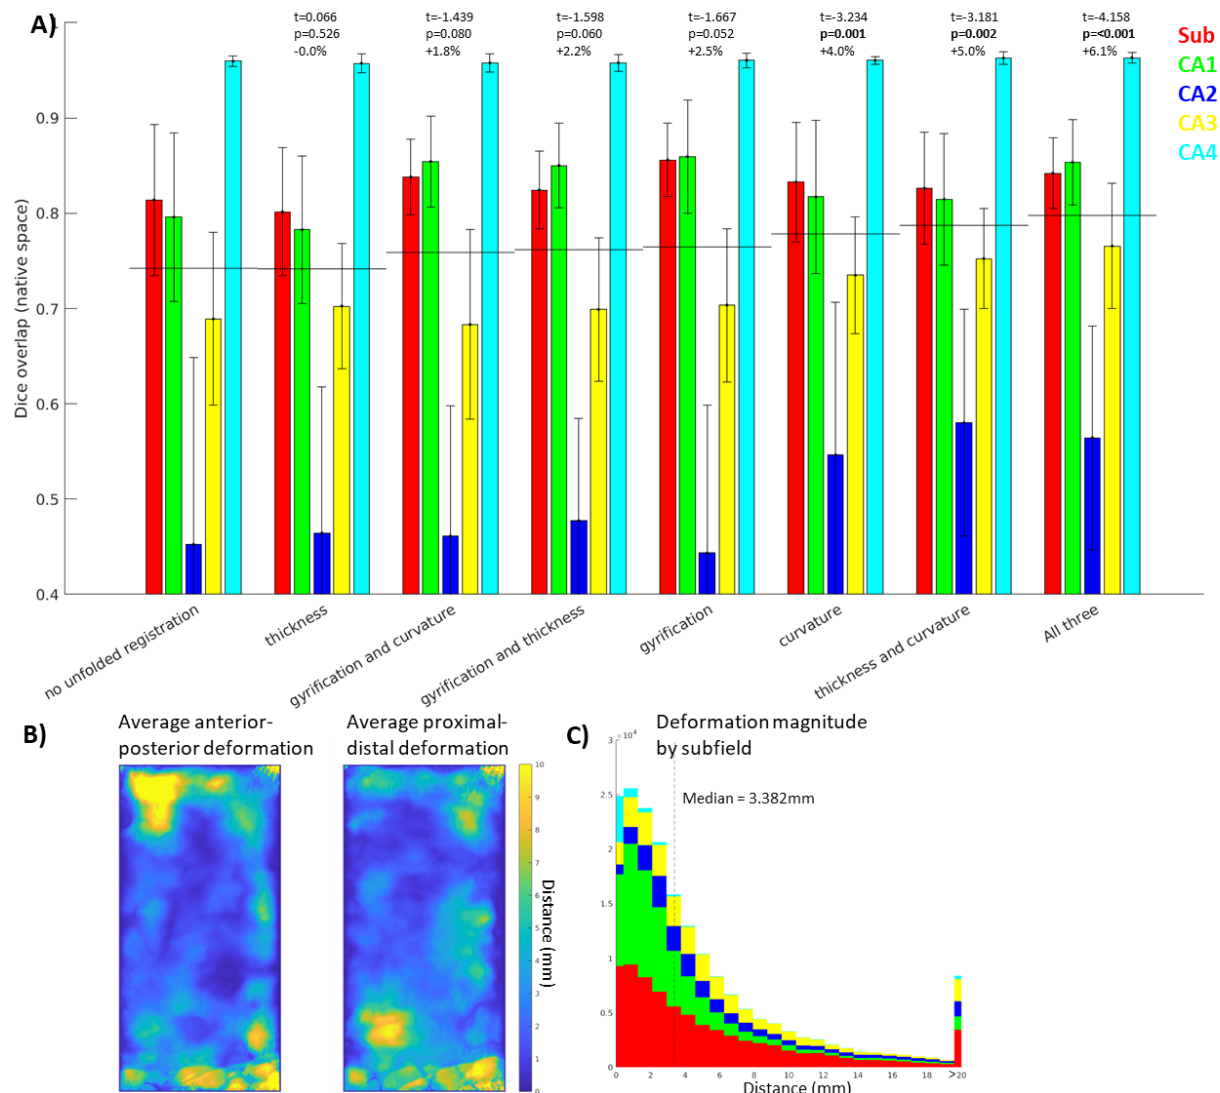 A)
t=0.066
p=0.526
-0.0%
t=-1.439
p=0.080
+1.8%
t=-1.598
p=0.060
+2.2%
t=-1.667
p=0.052
+2.5%
t=-3.234
p=0.001
+4.0%
t=-3.181
p=0.002
+5.0%
t=-4.158
p=<0.001
+6.1%
Sub
CA1
CA2
CA3
CA4
Dice overlap (native space)
0.9
0.8
0.7
0.6
0.5
0.4
no unfolded registration
thickness
gyrification and curvature
gyrification and thickness
gyrification
curvature
thickness and curvature
All three
B)
Average anterior-
posterior deformation
Average proximal-
distal deformation
10
9
8
7
6
5
4
3
2
1
0
Distance (mm)
C)
Deformation magnitude
by subfield
×10⁴
Median = 3.382mm
3
2.5
2
1.5
1
0.5
0
0 2 4 6 8 10 12 14 16 18 >20
Distance (mm)